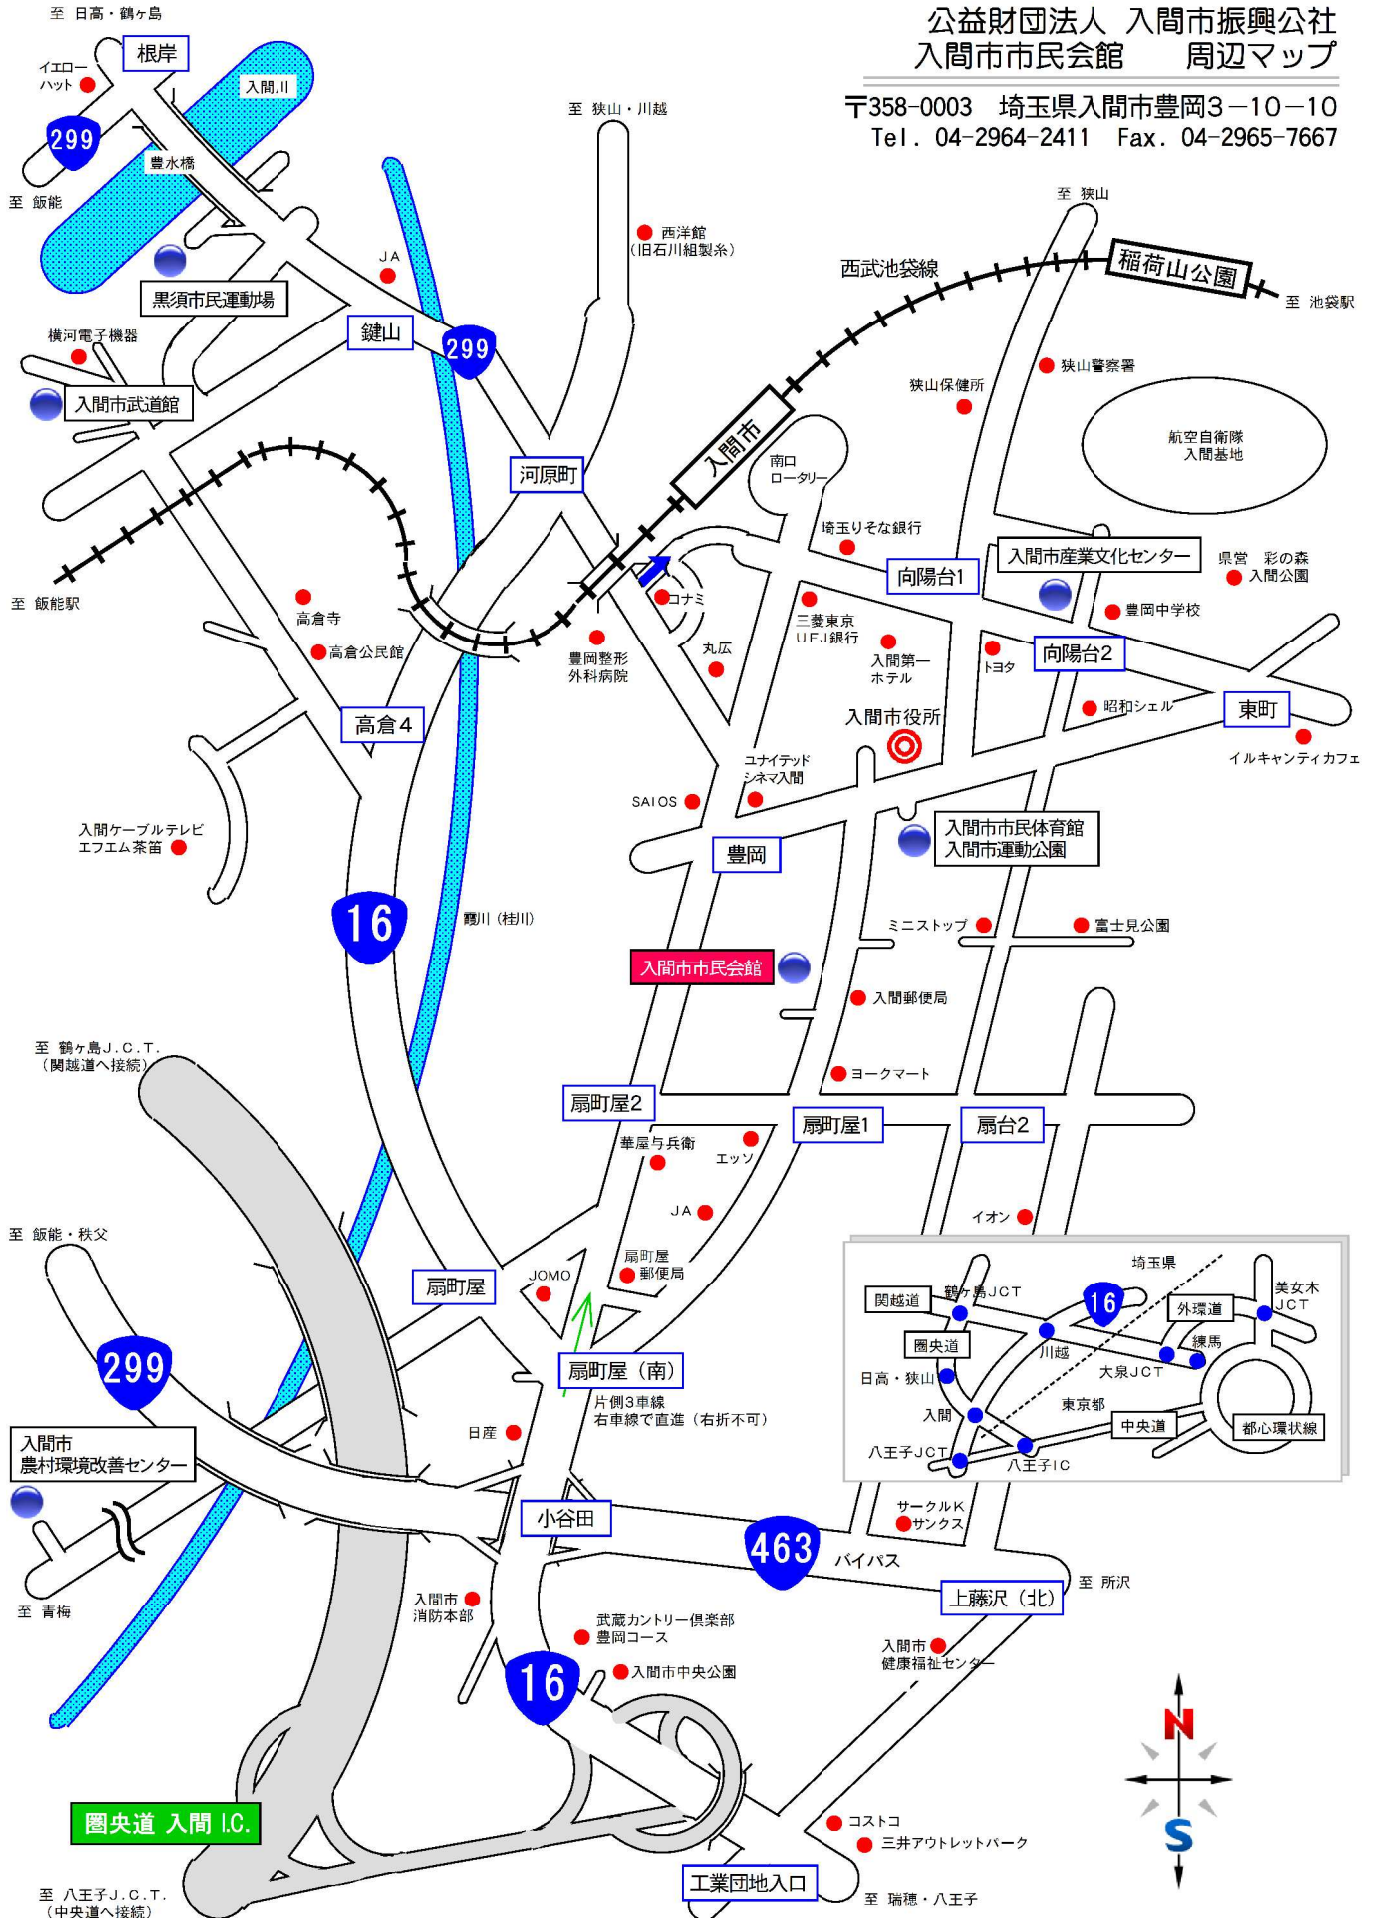 公益財団法人 入間市振興公社
入間市市民会館 周辺マップ
〒358-0003 埼玉県入間市豊岡3-10-10
Tel. 04-2964-2411 Fax. 04-2965-7667
至 日高・鶴ヶ島
根岸
イエロー
ハット
入間川
299
豊水橋
至 飯能
至 狭山・川越
至 狭山
西洋館
(旧石川組製糸)
JA
黒須市民運動場
西武池袋線
稲荷山公園
至 池袋駅
鍵山
299
横河電子機器
入間市武道館
狭山保健所
狭山警察署
入間市
航空自衛隊
入間基地
河原町
南口
ロータリー
埼玉りそな銀行
向陽台1
入間市産業文化センター
県営 彩の森
入間公園
至 飯能駅
高倉寺
高倉公民館
豊岡整形
外科病院
コナミ
丸広
三菱東京
UFJ銀行
入間第一
ホテル
トヨタ
豊岡中学校
向陽台2
高倉4
入間市役所
昭和シェル
東町
イルキャンティカフェ
ユナイテッド
シネマ入間
SAIOS
入間ケーブルテレビ
エフエム茶笛
豊岡
入間市市民体育館
入間市運動公園
16
霞川(桂川)
ミニストップ
富士見公園
入間市市民会館
入間郵便局
至 鶴ヶ島J.C.T.
(関越道へ接続)
ヨークマート
扇町屋2
扇町屋1
扇台2
華屋与兵衛
エッソ
JA
イオン
至 飯能・秩父
扇町屋
JOMO
扇町屋
郵便局
299
扇町屋(南)
片側3車線
右車線で直進(右折不可)
日産
埼玉県
関越道
鶴ヶ島JCT
16
外環道
美女木
JCT
圏央道
川越
練馬
大泉JCT
日高・狭山
東京都
入間
中央道
都心環状線
八王子JCT
八王子IC
入間市
農村環境改善センター
小谷田
サークルK
サンクス
463
バイパス
至 所沢
上藤沢(北)
至 青梅
入間市
消防本部
武蔵カントリー倶楽部
豊岡コース
入間市
健康福祉センター
入間市中央公園
16
N
圏央道 入間 I.C.
コストコ
三井アウトレットパーク
S
工業団地入口
至 八王子J.C.T.
(中央道へ接続)
至 瑞穂・八王子